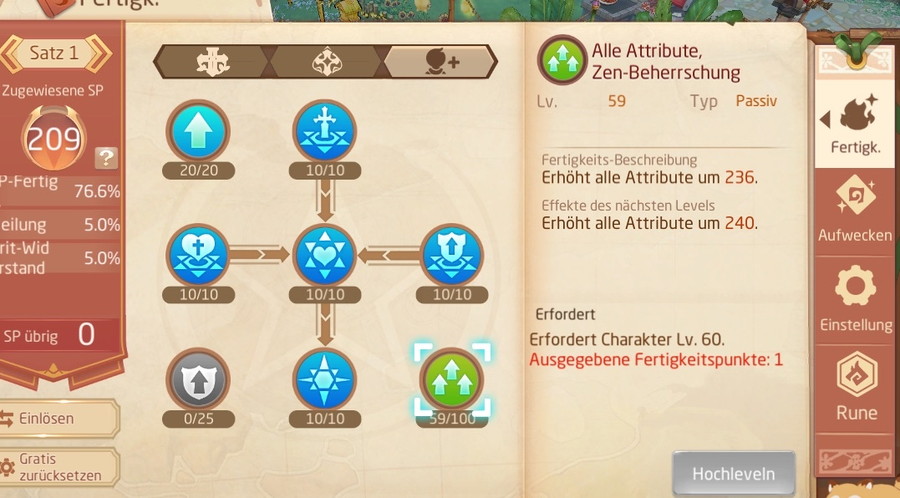 Fertigk.
Satz 1
Zugewiesene SP
209
?
P-Fertig
76.6%
eilung 5.0%
rit-Wid
erstand
5.0%
SP übrig 0
Einlösen
Gratis
zurücksetzen
20/20
10/10
10/10
10/10
10/10
0/25
10/10
59/100
Alle Attribute,
Zen-Beherrschung
Lv. 59 Typ Passiv
Fertigkeits-Beschreibung
Erhöht alle Attribute um 236.
Effekte des nächsten Levels
Erhöht alle Attribute um 240.
Erfordert
Erfordert Charakter Lv. 60.
Ausgegebene Fertigkeitspunkte: 1
Hochleveln
Fertigk.
Aufwecken
Einstellung
Rune